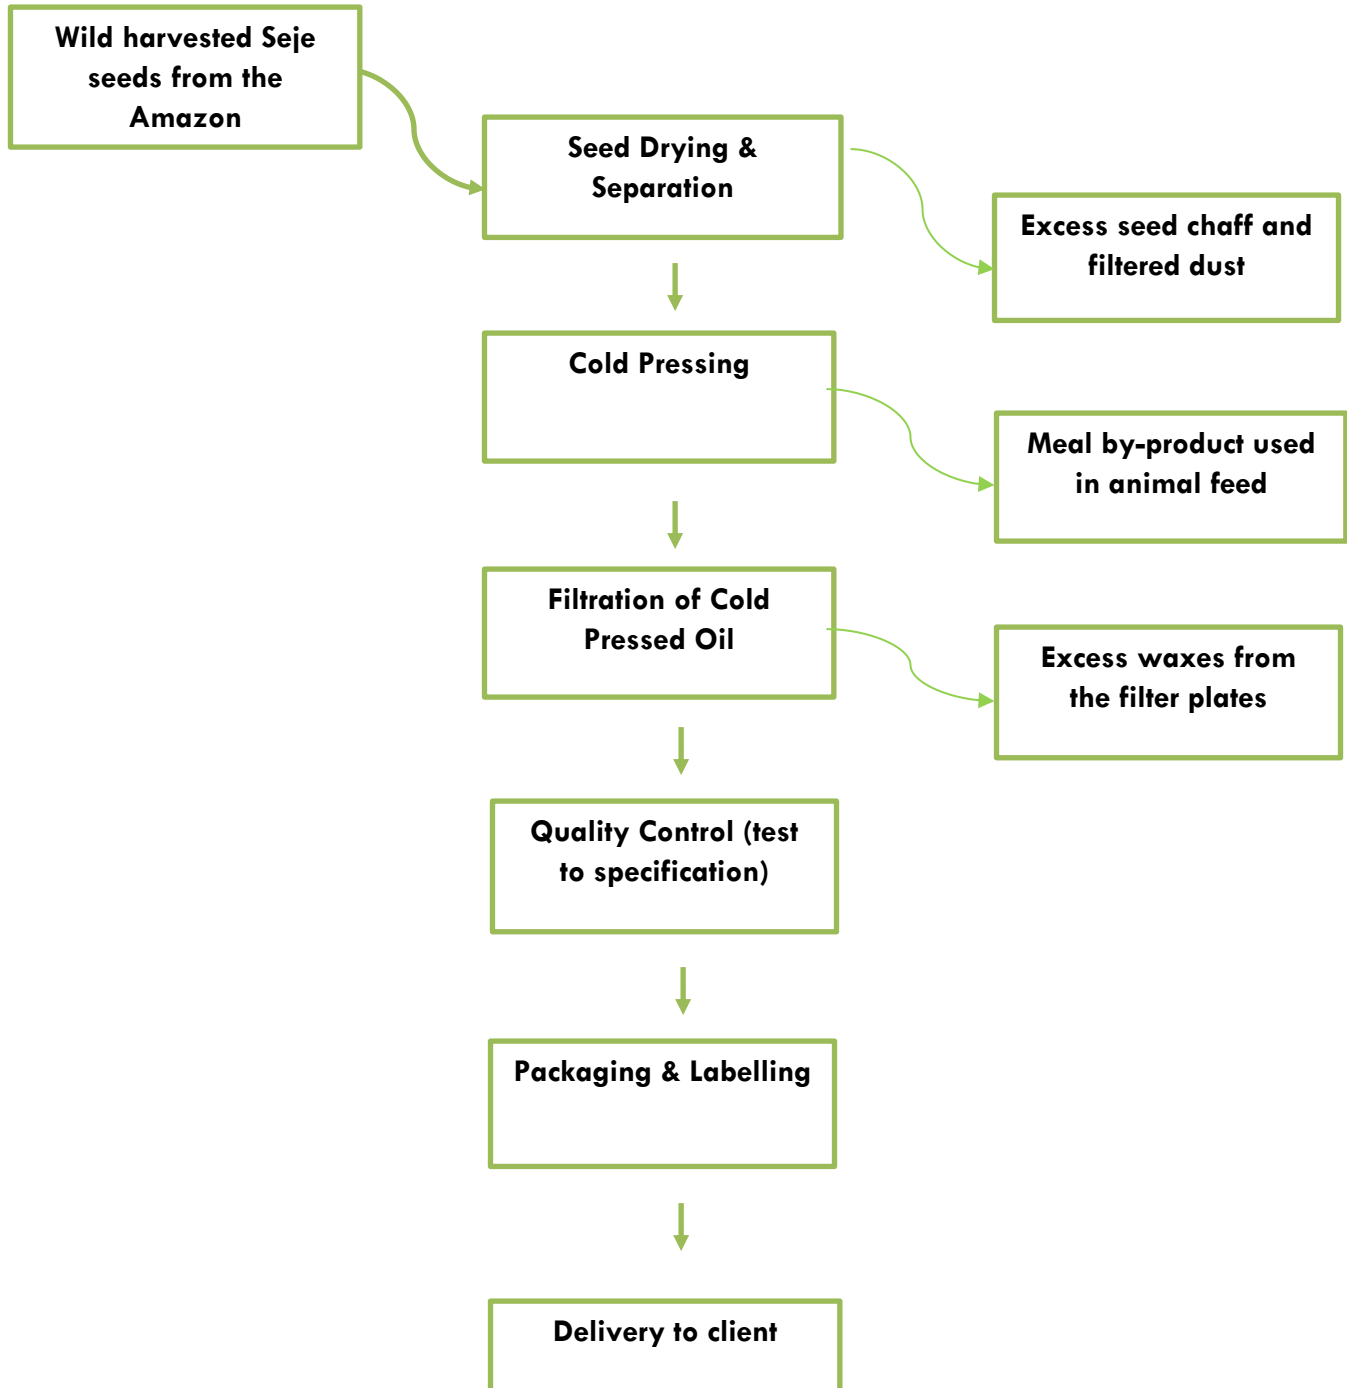 Wild harvested Seje
seeds from the
Amazon
Seed Drying &
Separation
Excess seed chaff and
filtered dust
Cold Pressing
Meal by-product used
in animal feed
Filtration of Cold
Pressed Oil
Excess waxes from
the filter plates
Quality Control (test
to specification)
Packaging & Labelling
Delivery to client